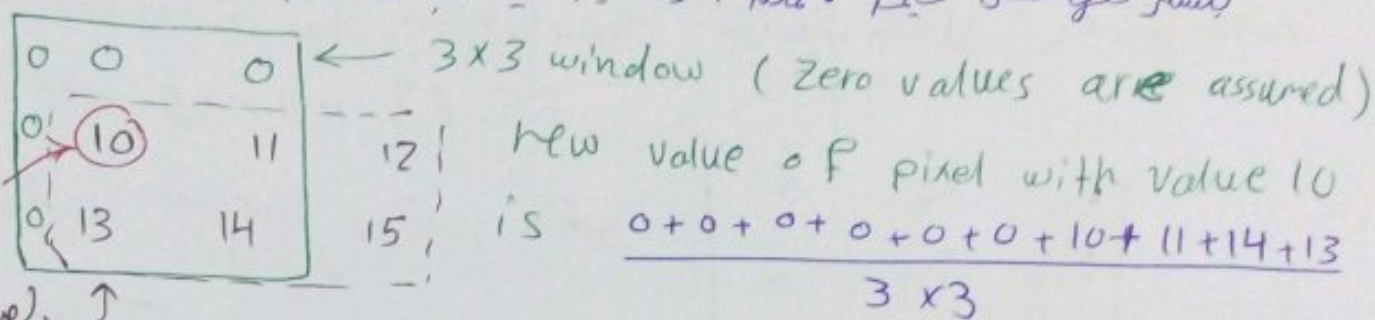 0 0 0 ← 3 x 3 window (Zero values are assumed)
0 10 11 12 new value of pixel with value 10
0 13 14 15 is 0 + 0 + 0 + 0 + 0 + 0 + 10 + 11 + 14 + 13
3 x 3